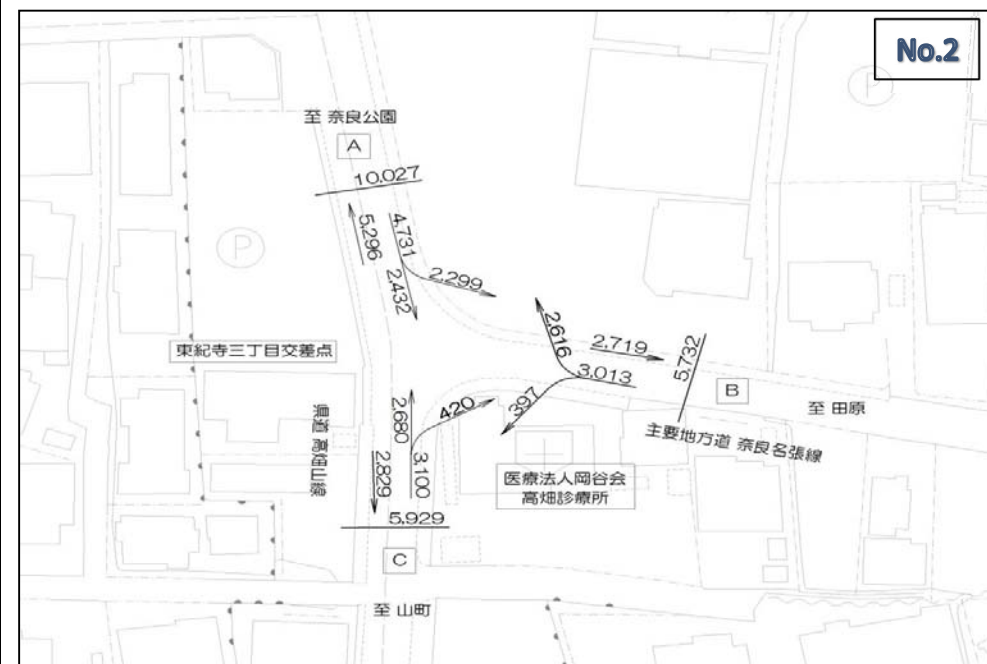 No.2
P
至 奈良公園
A
10,027
5,296
4,731
2,432
2,299
P
2,616
2,719
3,013
397
5,732
B
至 田原
主要地方道 奈良名張線
東紀寺三丁目交差点
県道 高畑山線
2,680
420
2,829
3,100
5,929
医療法人岡谷会
高畑診療所
C
至 山町